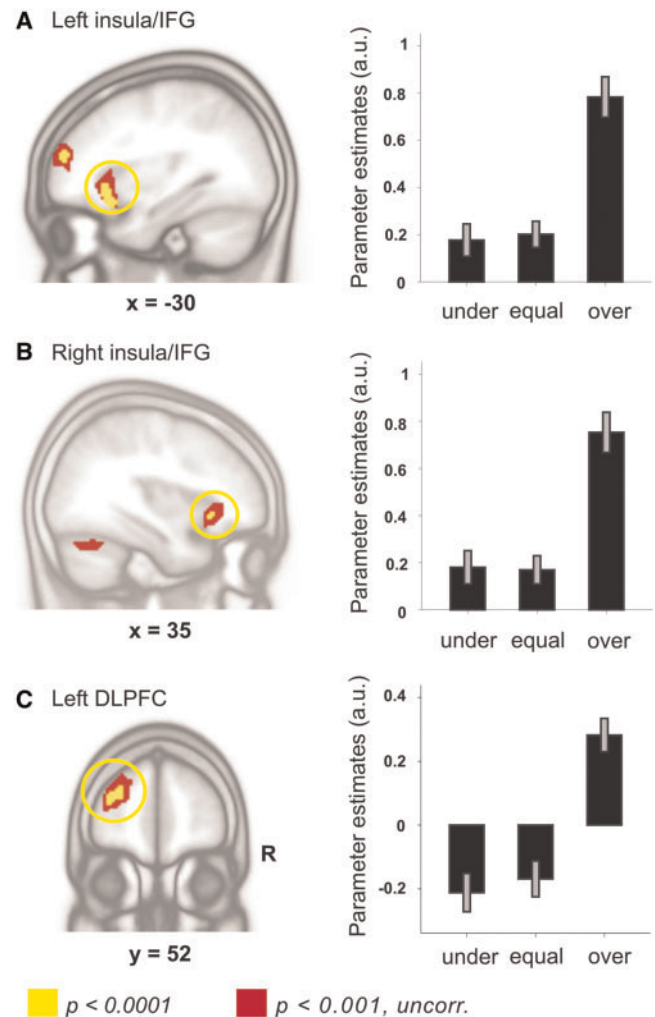 A Left insula/IFG
x = -30
Parameter estimates (a.u.)
1
0.8
0.6
0.4
0.2
0
under equal over
B Right insula/IFG
x = 35
Parameter estimates (a.u.)
1
0.8
0.6
0.4
0.2
0
under equal over
C Left DLPFC
R
y = 52
Parameter estimates (a.u.)
0.4
0.2
0
-0.2
under equal over
p < 0.0001 p < 0.001, uncorr.